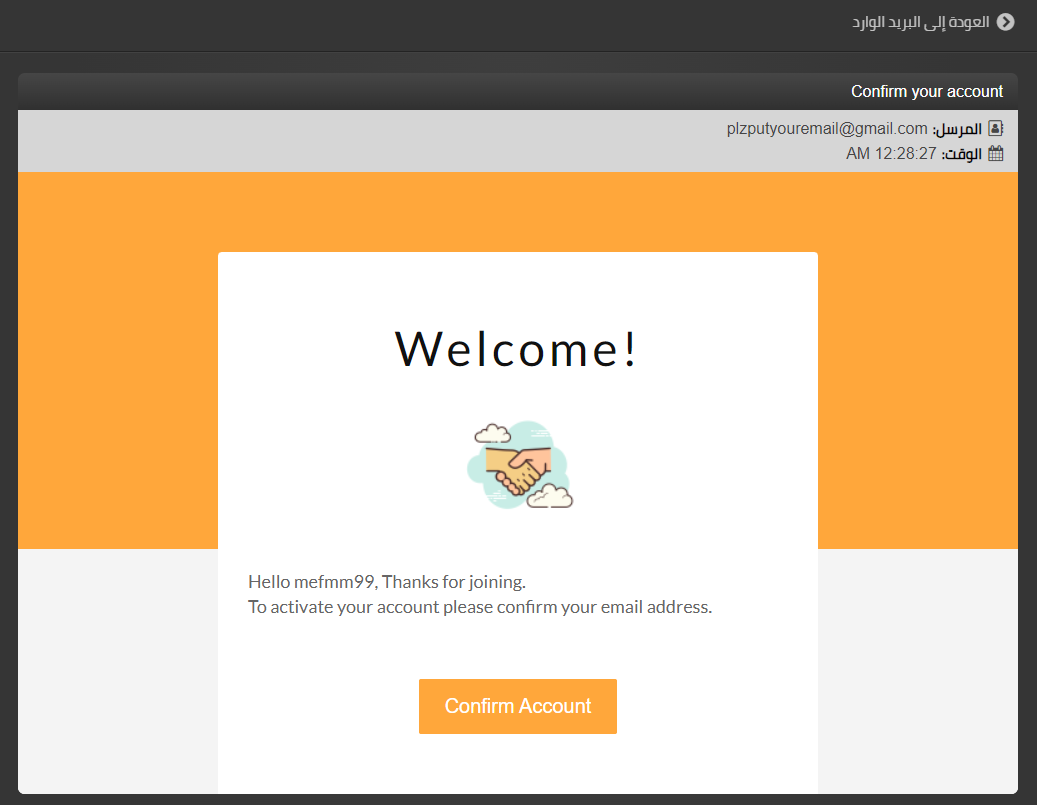 العودة إلى البريد الوارد
Confirm your account
المرسل: plzputyouremail@gmail.com
الوقت: 12:28:27 AM
Welcome!
Hello mefmm99, Thanks for joining.
To activate your account please confirm your email address.
Confirm Account